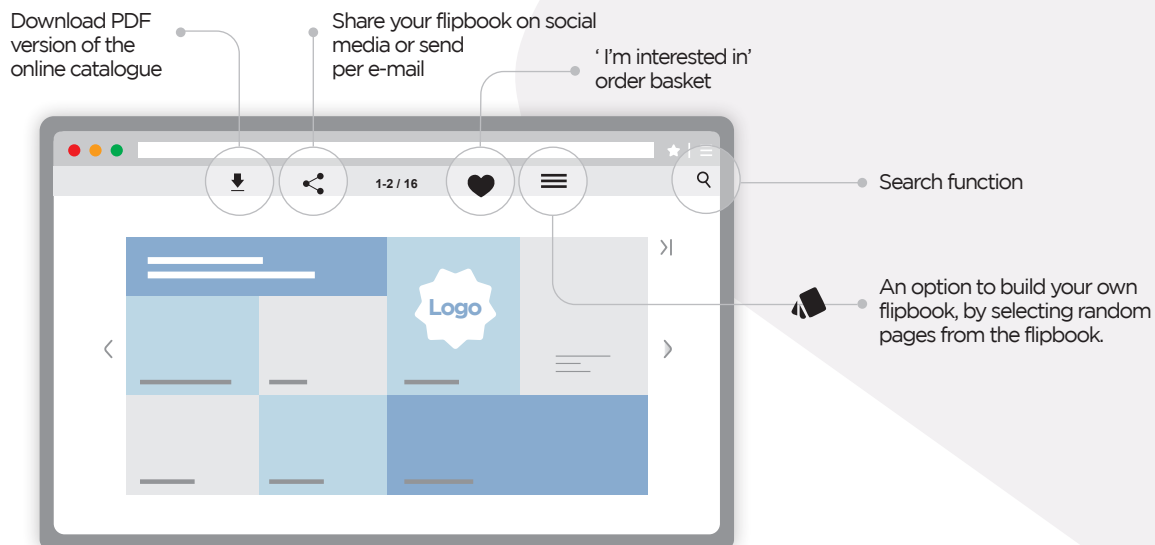 Download PDF
version of the
online catalogue
Share your flipbook on social
media or send
per e-mail
‘ I'm interested in’
order basket
1-2 / 16
Search function
Logo
An option to build your own
flipbook, by selecting random
pages from the flipbook.